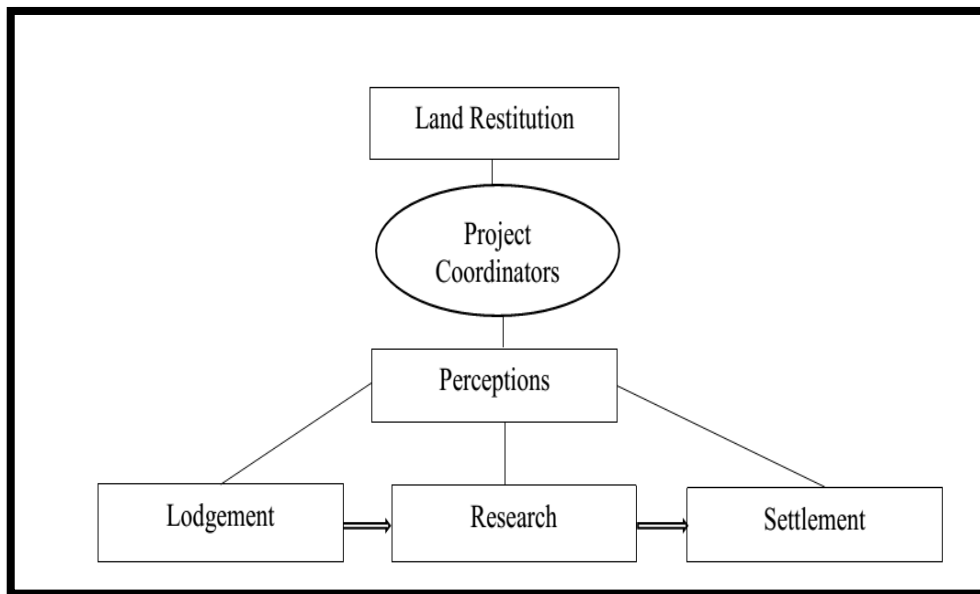 Land Restitution
Project
Coordinators
Perceptions
Lodgement
Research
Settlement